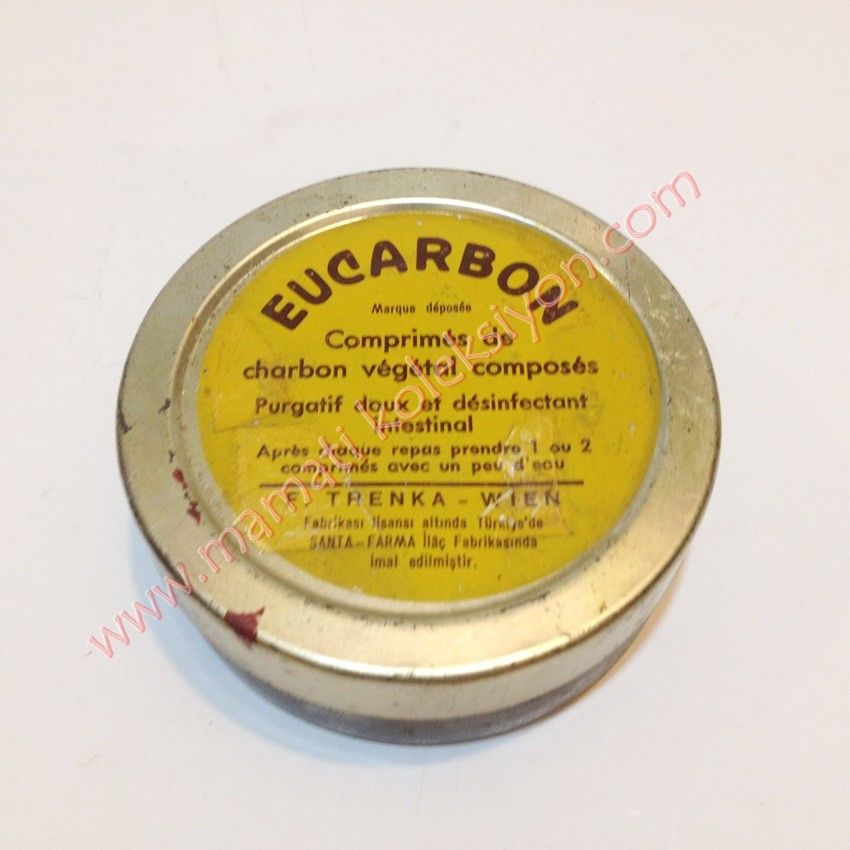 EUCARBON
Marque déposée
Comprimés de
charbon végétal composés
Purgatif doux et désinfectant
intestinal
Après chaque repas prendre 1 ou 2
comprimés avec un peu d'eau
F. TRENKA - WIEN
Fabrikası lisansı altında Türkiye'de
SANTA-FARMA İlâç Fabrikasında
imal edilmiştir.
www.mamati koleksiyon.com